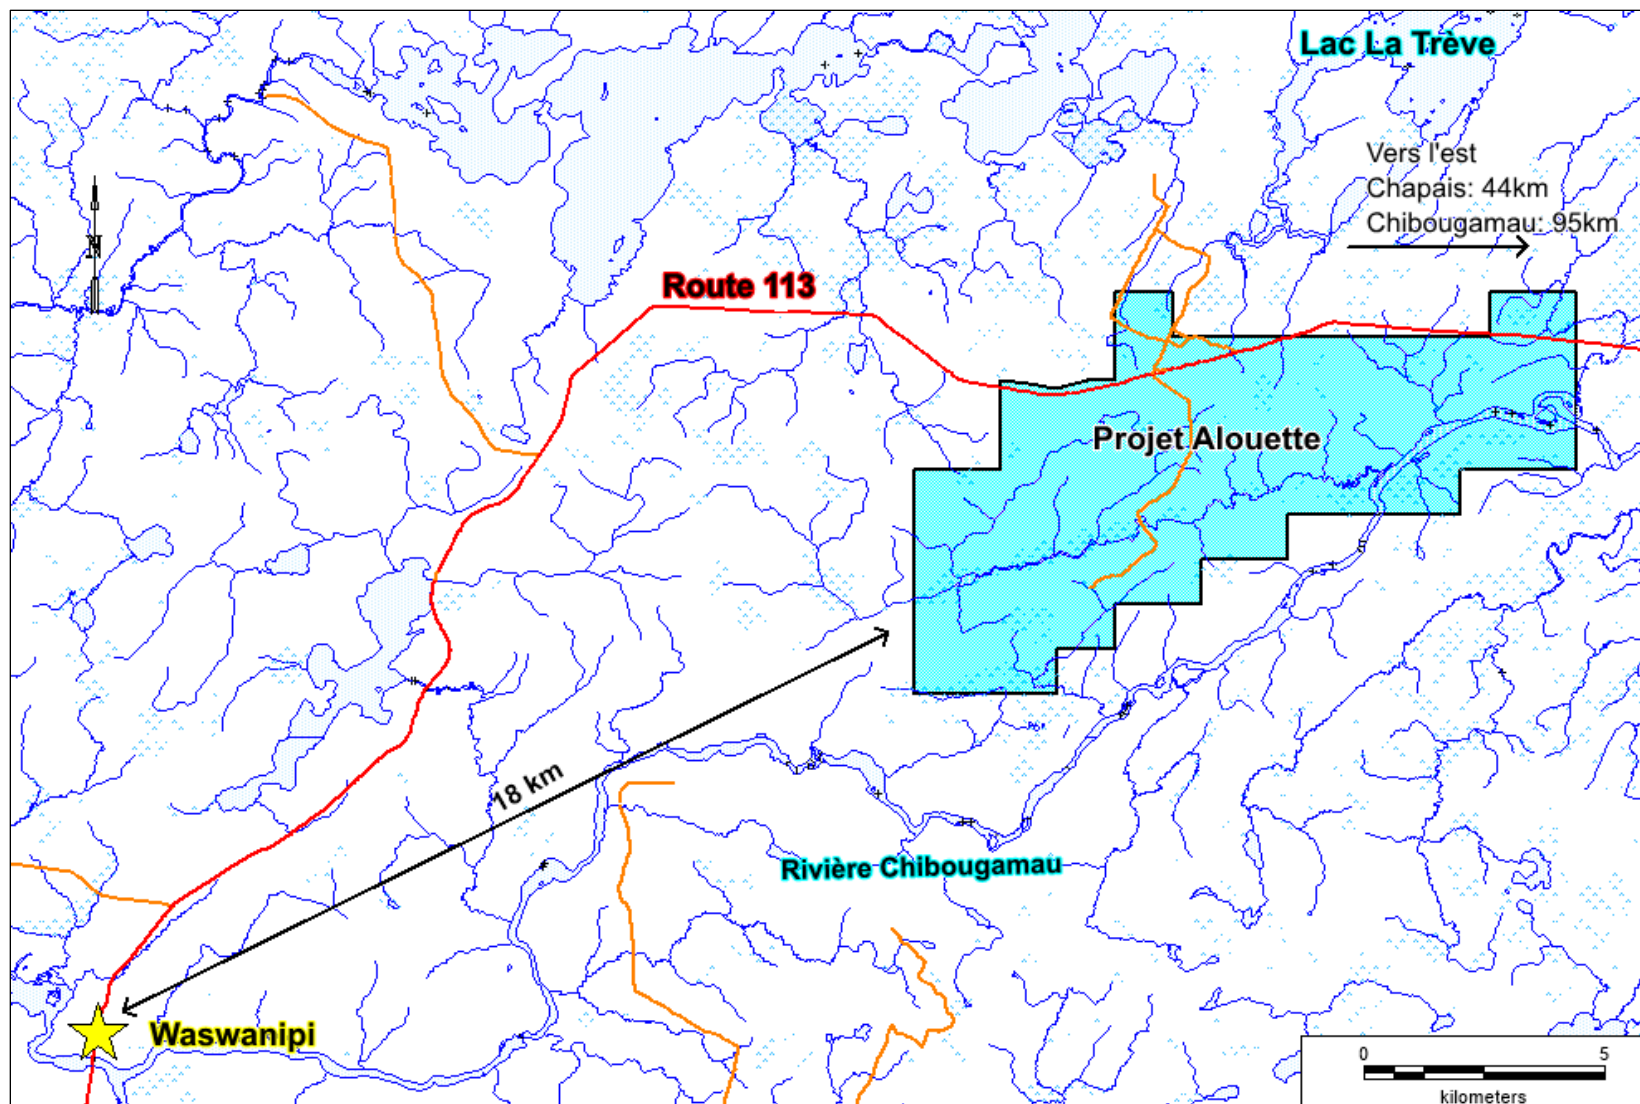 Lac La Trève
Vers l'est
Chapais: 44km
Chibougamau: 95km
N
Route 113
Projet Alouette
18 km
Rivière Chibougamau
Waswanipi
0 5
kilometers